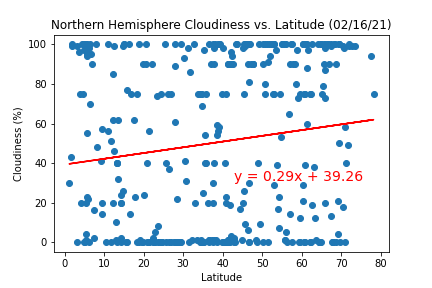 Northern Hemisphere Cloudiness vs. Latitude (02/16/21)
100
80
60
40
20
0
Cloudiness (%)
y = 0.29x + 39.26
0 10 20 30 40 50 60 70 80
Latitude